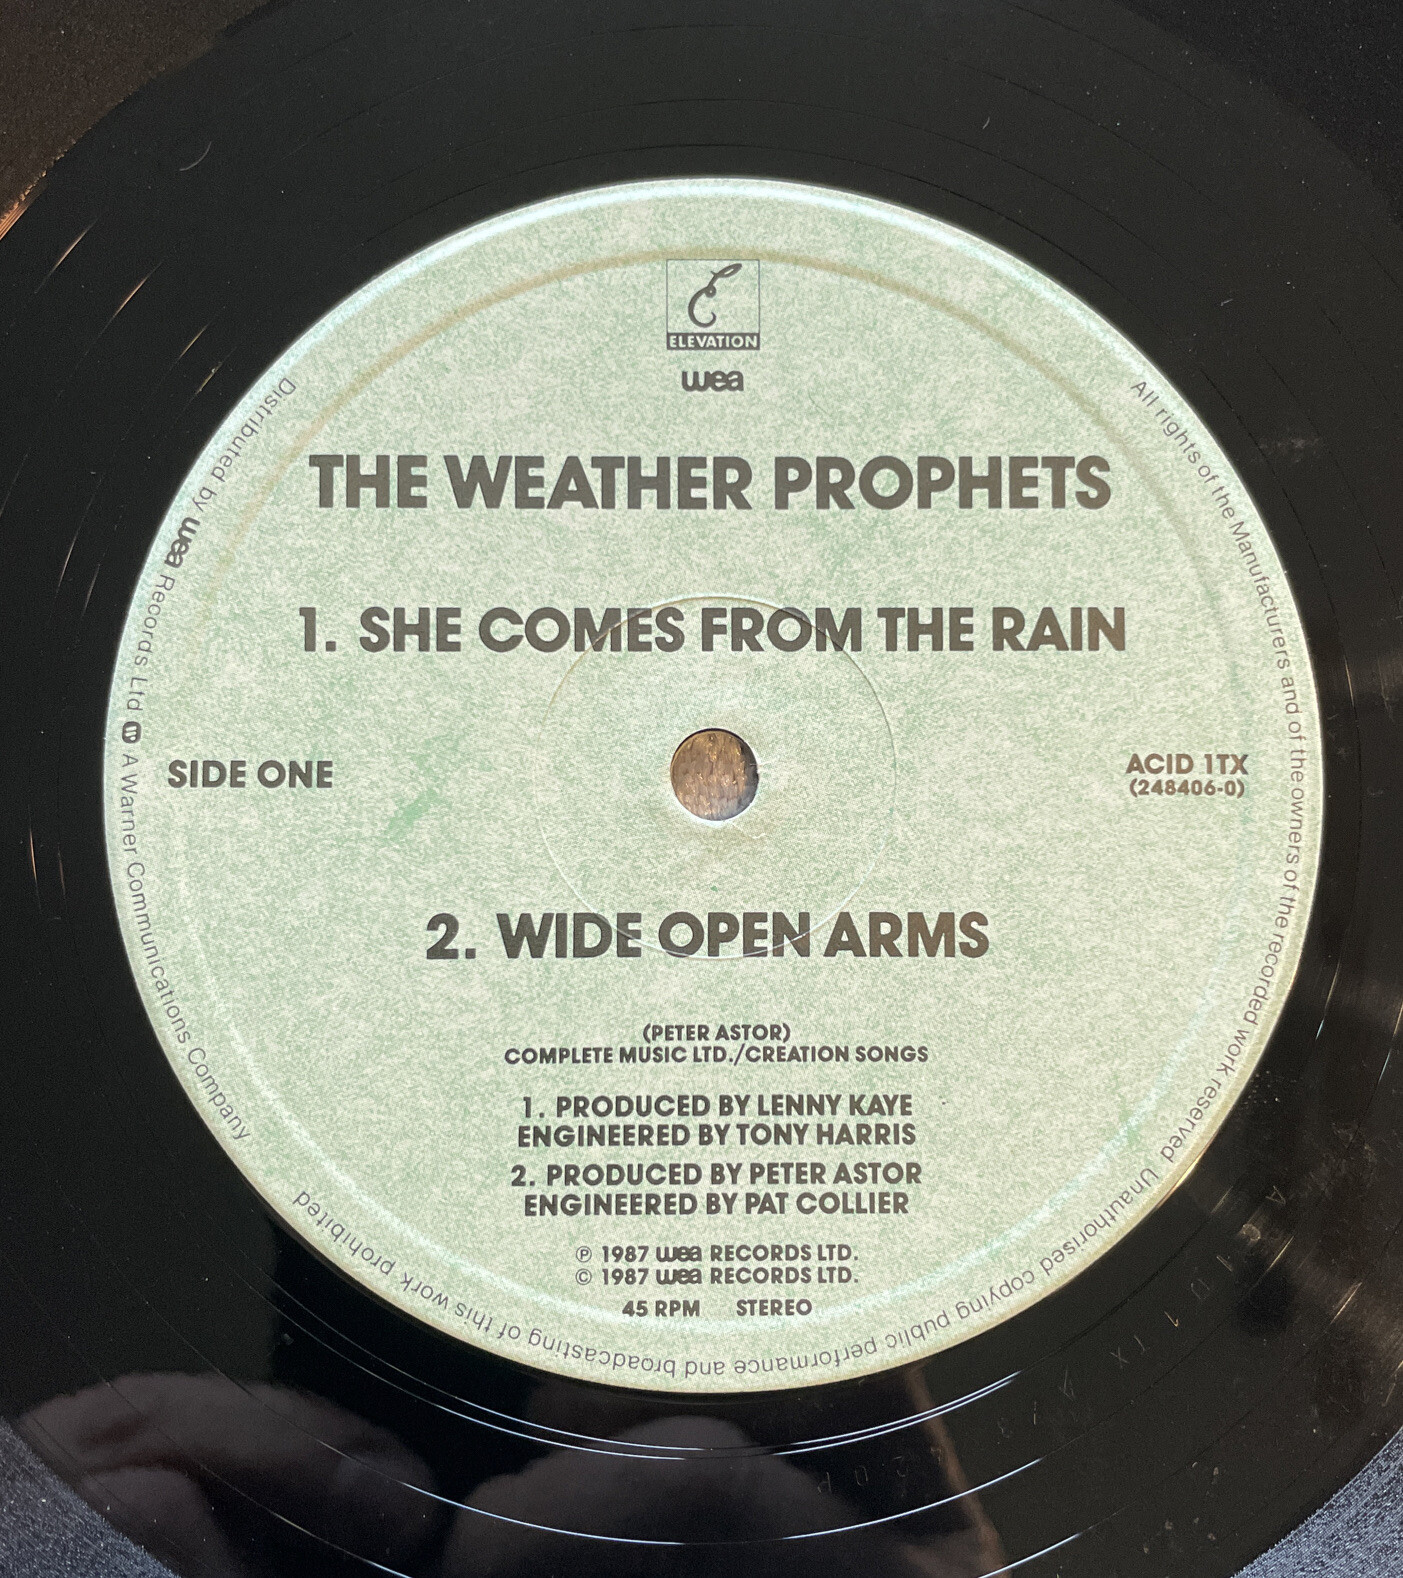 ELEVATION
wea
THE WEATHER PROPHETS
1. SHE COMES FROM THE RAIN
SIDE ONE
ACID 1TX
(248406-0)
2. WIDE OPEN ARMS
(PETER ASTOR)
COMPLETE MUSIC LTD./CREATION SONGS
1. PRODUCED BY LENNY KAYE
ENGINEERED BY TONY HARRIS
2. PRODUCED BY PETER ASTOR
ENGINEERED BY PAT COLLIER
℗ 1987 wea RECORDS LTD.
© 1987 wea RECORDS LTD.
45 RPM STEREO
Distributed by wea Records Ltd A Warner Communications Company
All rights of the Manufacturers and of the owners of the recorded work reserved Unauthorised copying public performance and broadcasting of this work prohibited